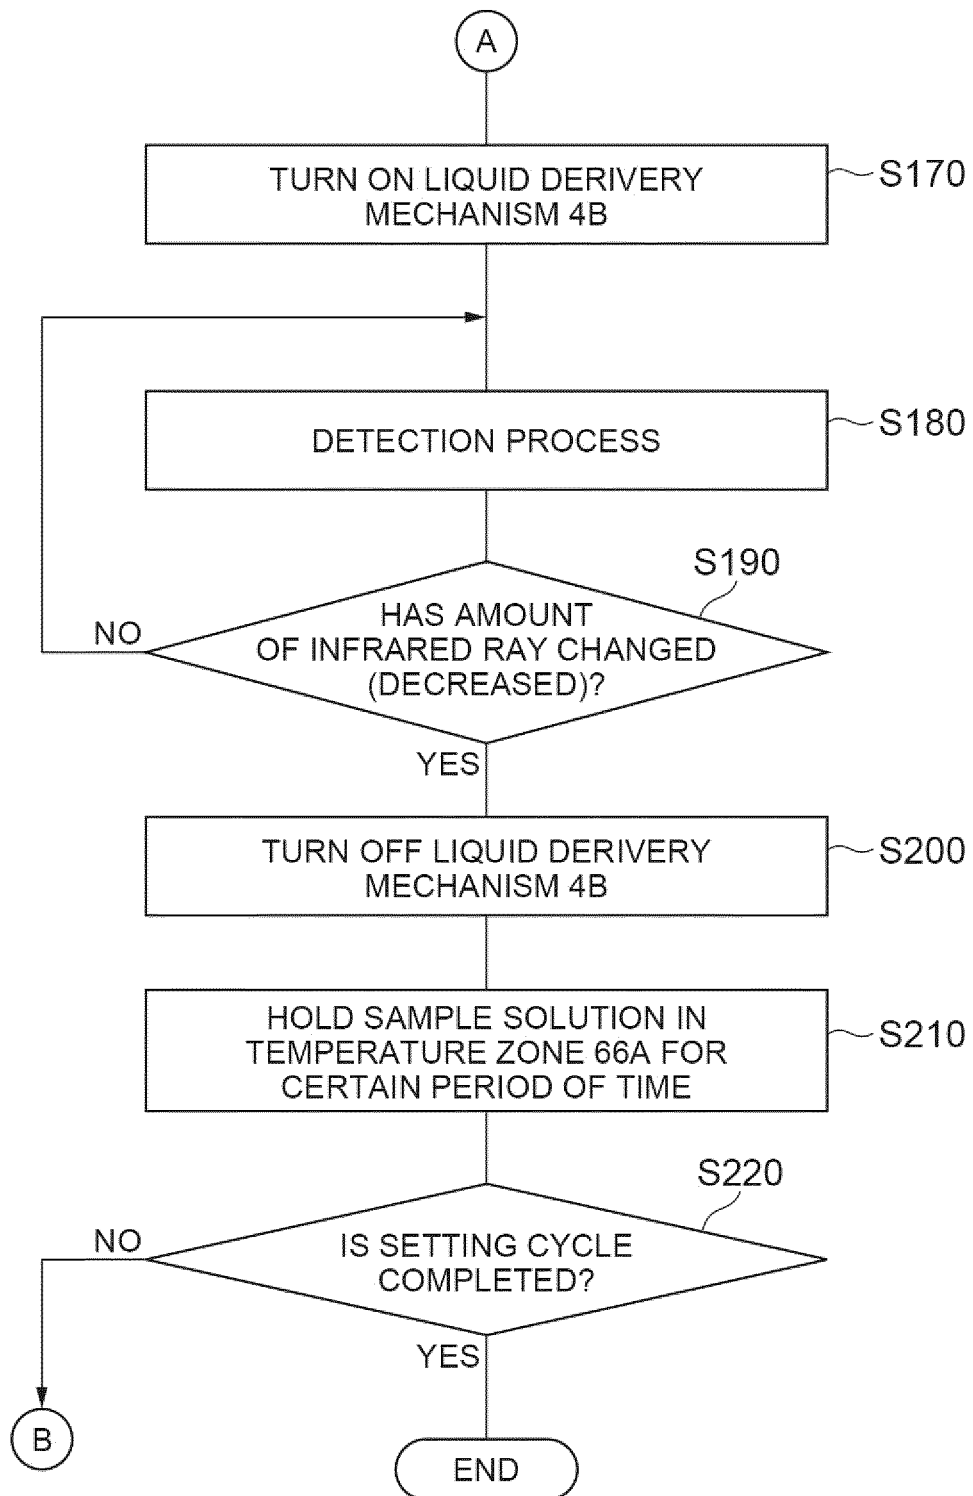 A
TURN ON LIQUID DERIVERY
MECHANISM 4B
S170
DETECTION PROCESS
S180
S190
HAS AMOUNT
OF INFRARED RAY CHANGED
(DECREASED)?
NO
YES
TURN OFF LIQUID DERIVERY
MECHANISM 4B
S200
HOLD SAMPLE SOLUTION IN
TEMPERATURE ZONE 66A FOR
CERTAIN PERIOD OF TIME
S210
S220
NO
IS SETTING CYCLE
COMPLETED?
YES
B
END